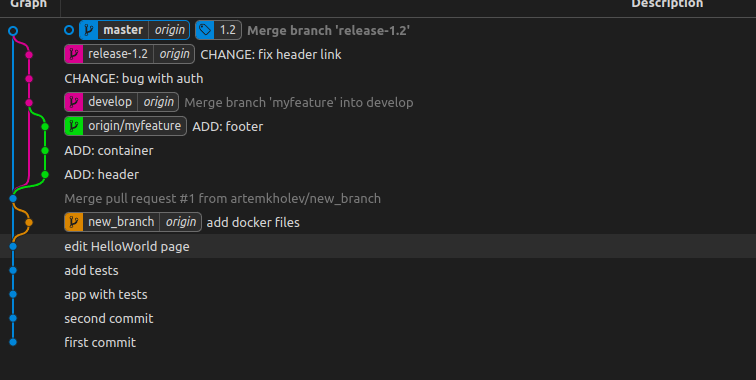 Graph Description
master origin 1.2 Merge branch 'release-1.2'
release-1.2 origin CHANGE: fix header link
CHANGE: bug with auth
develop origin Merge branch 'myfeature' into develop
origin/myfeature ADD: footer
ADD: container
ADD: header
Merge pull request #1 from artemkholev/new_branch
new_branch origin add docker files
edit HelloWorld page
add tests
app with tests
second commit
first commit